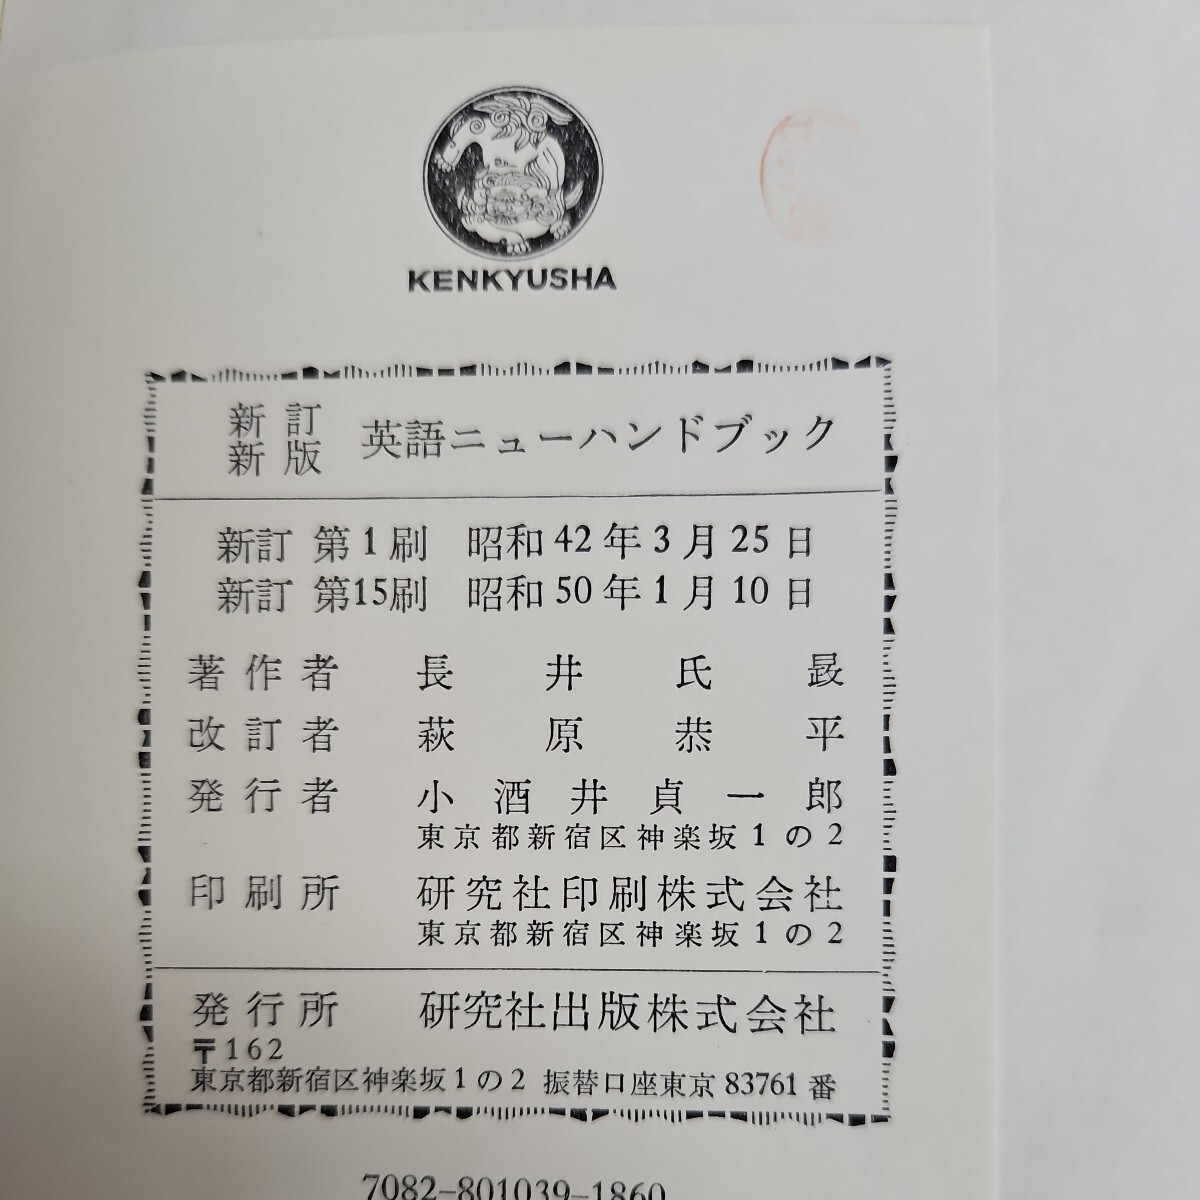 KENKYUSHA
新訂
新版 英語ニューハンドブック
新訂 第1刷 昭和42年3月25日
新訂 第15刷 昭和50年1月10日
著作者 長井氏晸
改訂者 萩原恭平
発行者 小酒井貞一郎
東京都新宿区神楽坂1の2
印刷所 研究社印刷株式会社
東京都新宿区神楽坂1の2
発行所 研究社出版株式会社
〒162
東京都新宿区神楽坂1の2 振替口座東京 83761 番
7082-801039-1860